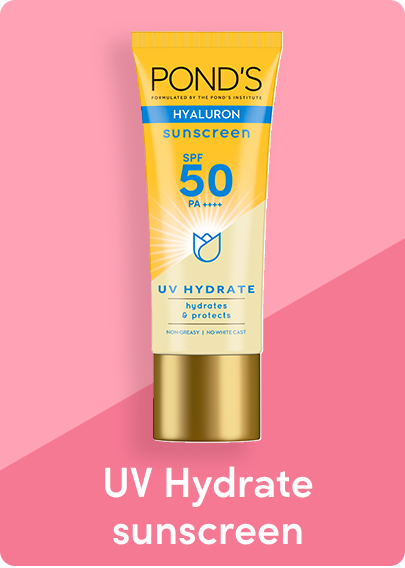 POND'S
FORMULATED BY THE POND'S INSTITUTE
HYALURON
sunscreen
SPF
50
PA ++++
UV HYDRATE
hydrates
& protects
NON-GREASY | NO WHITE CAST
UV Hydrate
sunscreen